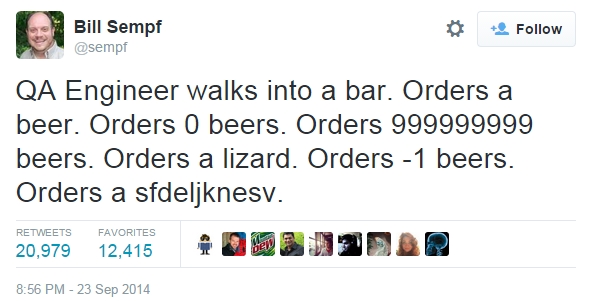 Bill Sempf
@sempf
Follow
QA Engineer walks into a bar. Orders a
beer. Orders 0 beers. Orders 999999999
beers. Orders a lizard. Orders -1 beers.
Orders a sfdeljknesv.
RETWEETS FAVORITES
20,979 12,415
8:56 PM - 23 Sep 2014